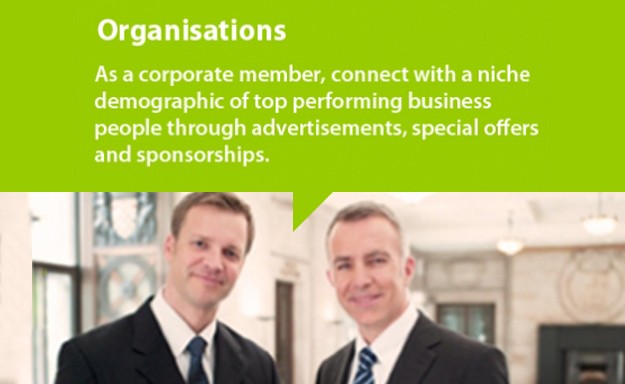 Organisations
As a corporate member, connect with a niche
demographic of top performing business
people through advertisements, special offers
and sponsorships.